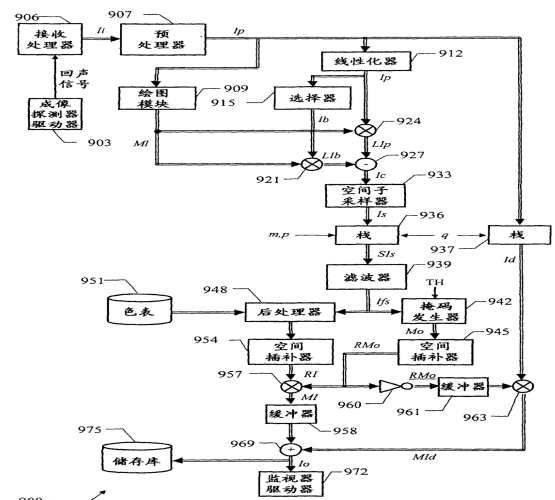 906
907
接收
处理器
Ii
预
处理器
Ip
回声
信号
线性化器
912
Ip
绘图
模块
909
915
选择器
成像
探测器
驱动器
903
Ib
924
MI
LIb
LIp
921
-
927
Ic
空间子
采样器
933
Is
936
m,p
栈
q
栈
937
SIs
Id
滤波器
939
951
948
TH
色表
后处理器
Ifs
掩码
发生器
942
954
Mo
945
空间
插补器
RMo
空间
插补器
RI
RMo
957
MI
960
缓冲器
961
963
缓冲器
958
975
969
+
MId
储存库
Io
监视器
驱动器
972